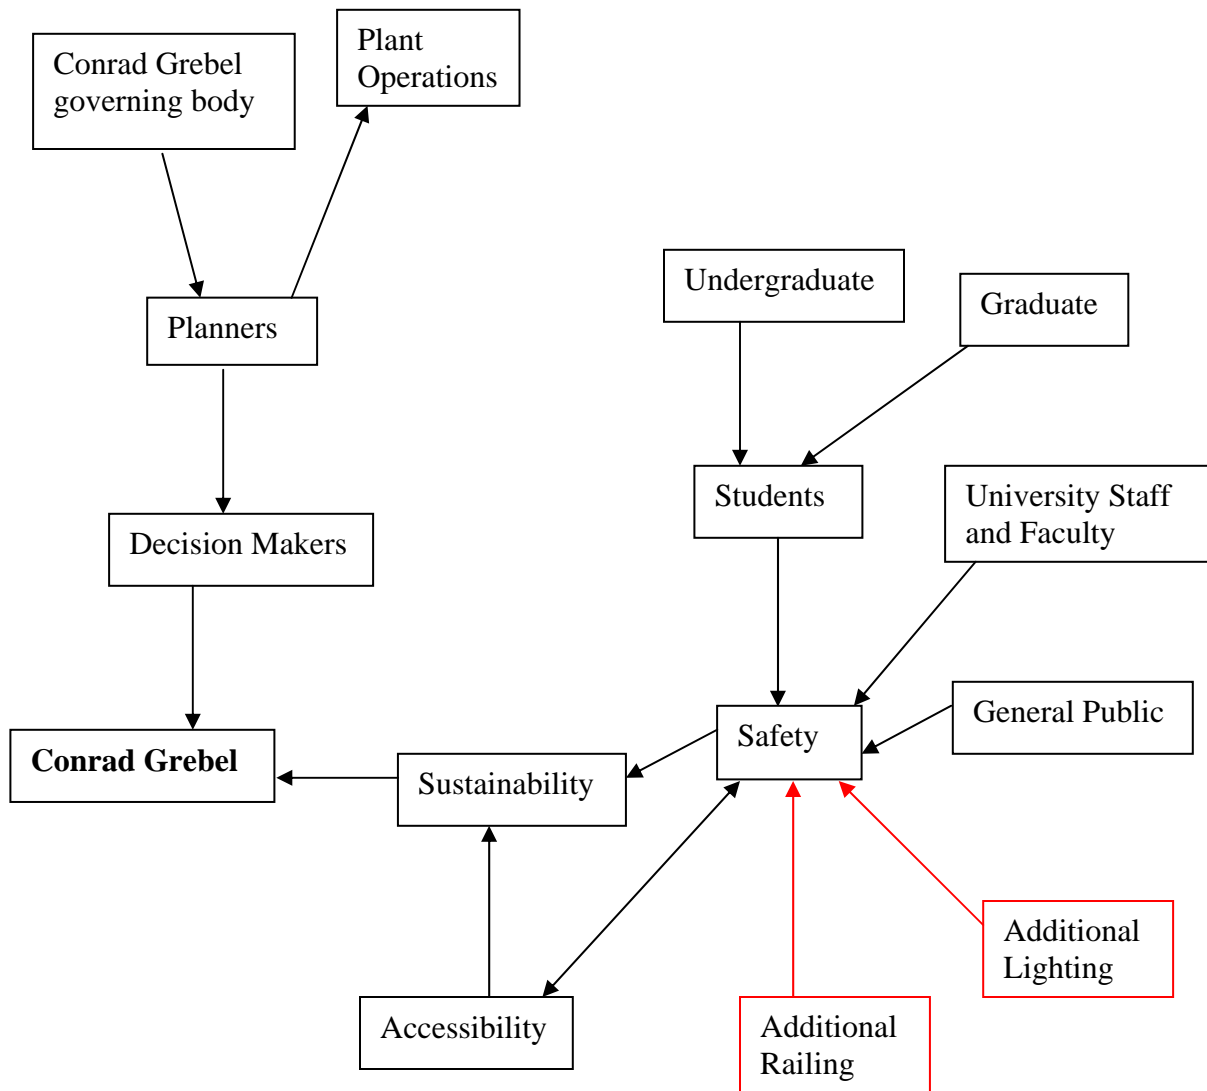 Conrad Grebel
governing body
Plant
Operations
Planners
Undergraduate
Graduate
Students
University Staff
and Faculty
Decision Makers
General Public
Safety
Conrad Grebel
Sustainability
Additional
Lighting
Accessibility
Additional
Railing